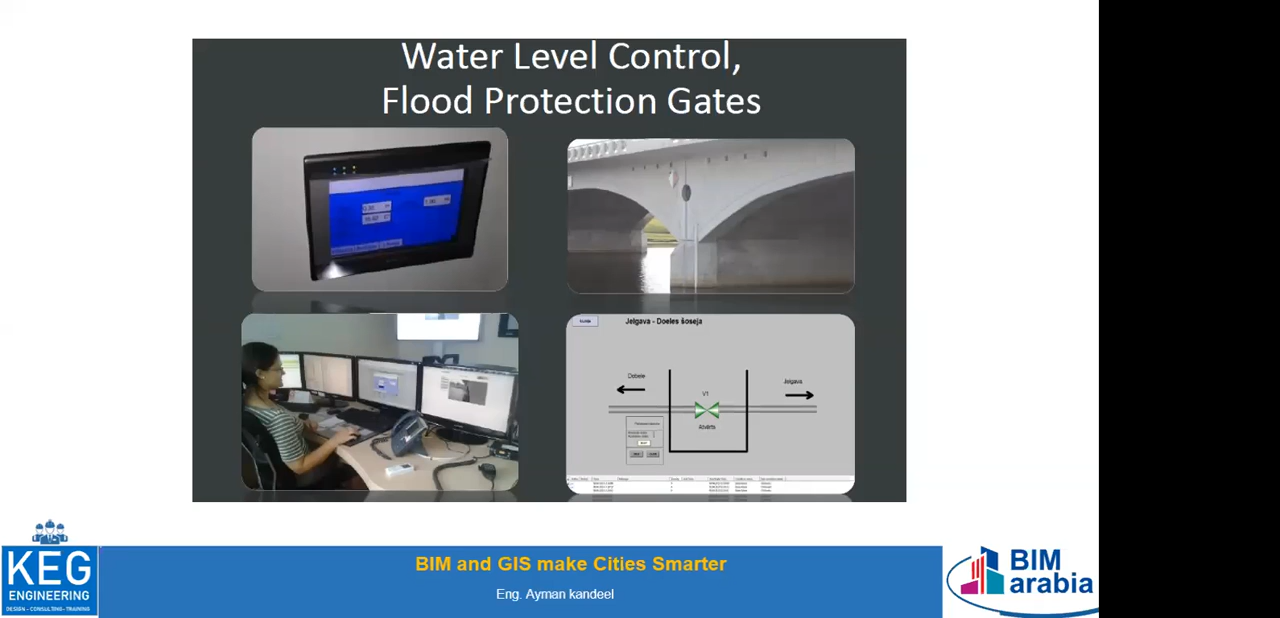 Water Level Control,
Flood Protection Gates
Jelgava - Dobeles šoseja
Dobele
Jelgava
V1
Atvērts
KEG
ENGINEERING
DESIGN - CONSULTING - TRAINING
BIM and GIS make Cities Smarter
Eng. Ayman kandeel
BIM
arabia